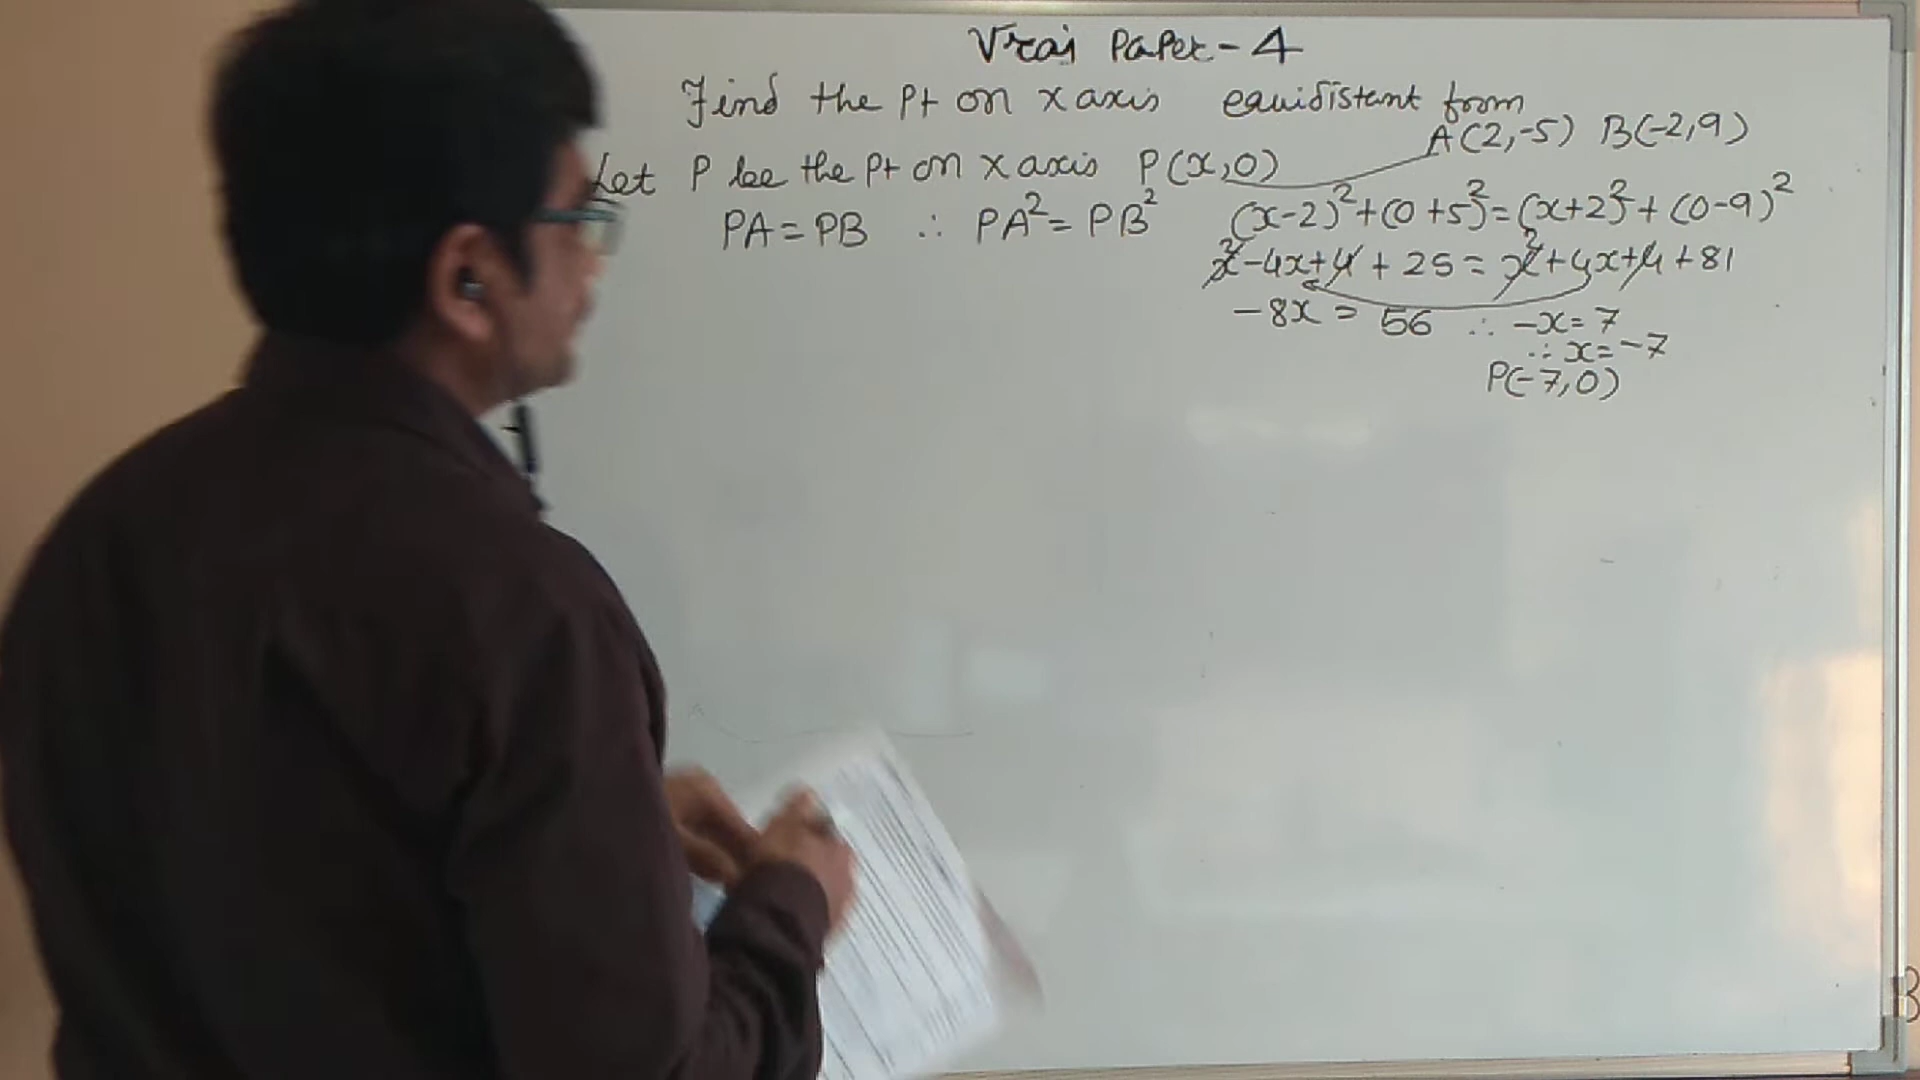 Vraj Paper-4
Find the Pt on x axis equidistant form
A(2,-5) B(-2,9)
Let P be the Pt on x axis P(x,0)
PA=PB ∴ PA²=PB² (x-2)²+(0+5)²=(x+2)²+(0-9)²
x²-4x+4+25=x²+4x+4+81
-8x = 56 ∴ -x=7
∴ x=-7
P(-7,0)
B